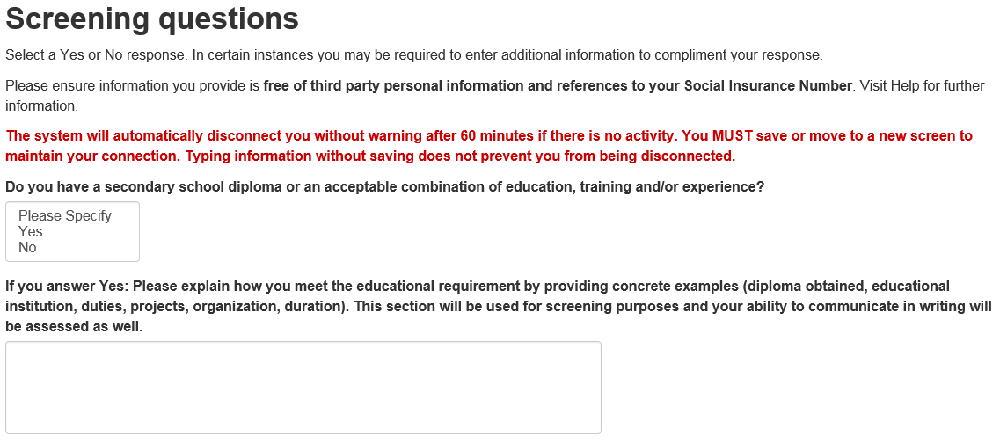 Screening questions
Select a Yes or No response. In certain instances you may be required to enter additional information to compliment your response.
Please ensure information you provide is free of third party personal information and references to your Social Insurance Number. Visit Help for further
information.
The system will automatically disconnect you without warning after 60 minutes if there is no activity. You MUST save or move to a new screen to
maintain your connection. Typing information without saving does not prevent you from being disconnected.
Do you have a secondary school diploma or an acceptable combination of education, training and/or experience?
Please Specify
Yes
No
If you answer Yes: Please explain how you meet the educational requirement by providing concrete examples (diploma obtained, educational
institution, duties, projects, organization, duration). This section will be used for screening purposes and your ability to communicate in writing will
be assessed as well.